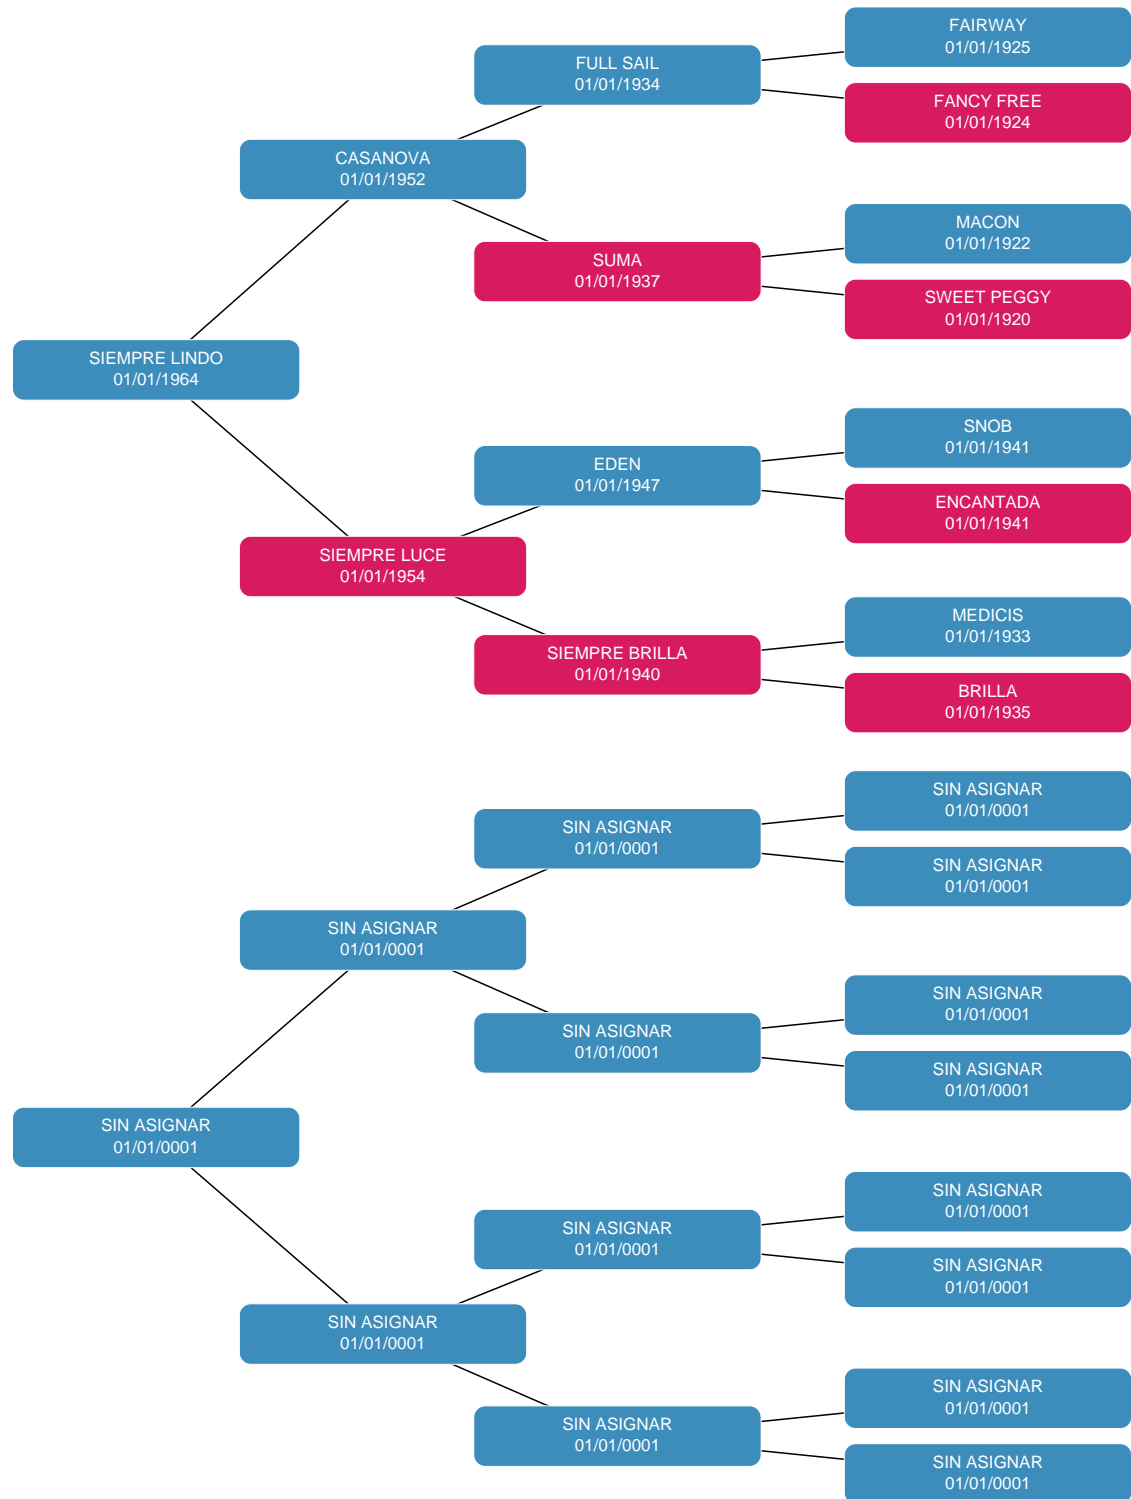 FAIRWAY
01/01/1925
FULL SAIL
01/01/1934
FANCY FREE
01/01/1924
CASANOVA
01/01/1952
MACON
01/01/1922
SUMA
01/01/1937
SWEET PEGGY
01/01/1920
SIEMPRE LINDO
01/01/1964
SNOB
01/01/1941
EDEN
01/01/1947
ENCANTADA
01/01/1941
SIEMPRE LUCE
01/01/1954
MEDICIS
01/01/1933
SIEMPRE BRILLA
01/01/1940
BRILLA
01/01/1935
SIN ASIGNAR
01/01/0001
SIN ASIGNAR
01/01/0001
SIN ASIGNAR
01/01/0001
SIN ASIGNAR
01/01/0001
SIN ASIGNAR
01/01/0001
SIN ASIGNAR
01/01/0001
SIN ASIGNAR
01/01/0001
SIN ASIGNAR
01/01/0001
SIN ASIGNAR
01/01/0001
SIN ASIGNAR
01/01/0001
SIN ASIGNAR
01/01/0001
SIN ASIGNAR
01/01/0001
SIN ASIGNAR
01/01/0001
SIN ASIGNAR
01/01/0001
SIN ASIGNAR
01/01/0001